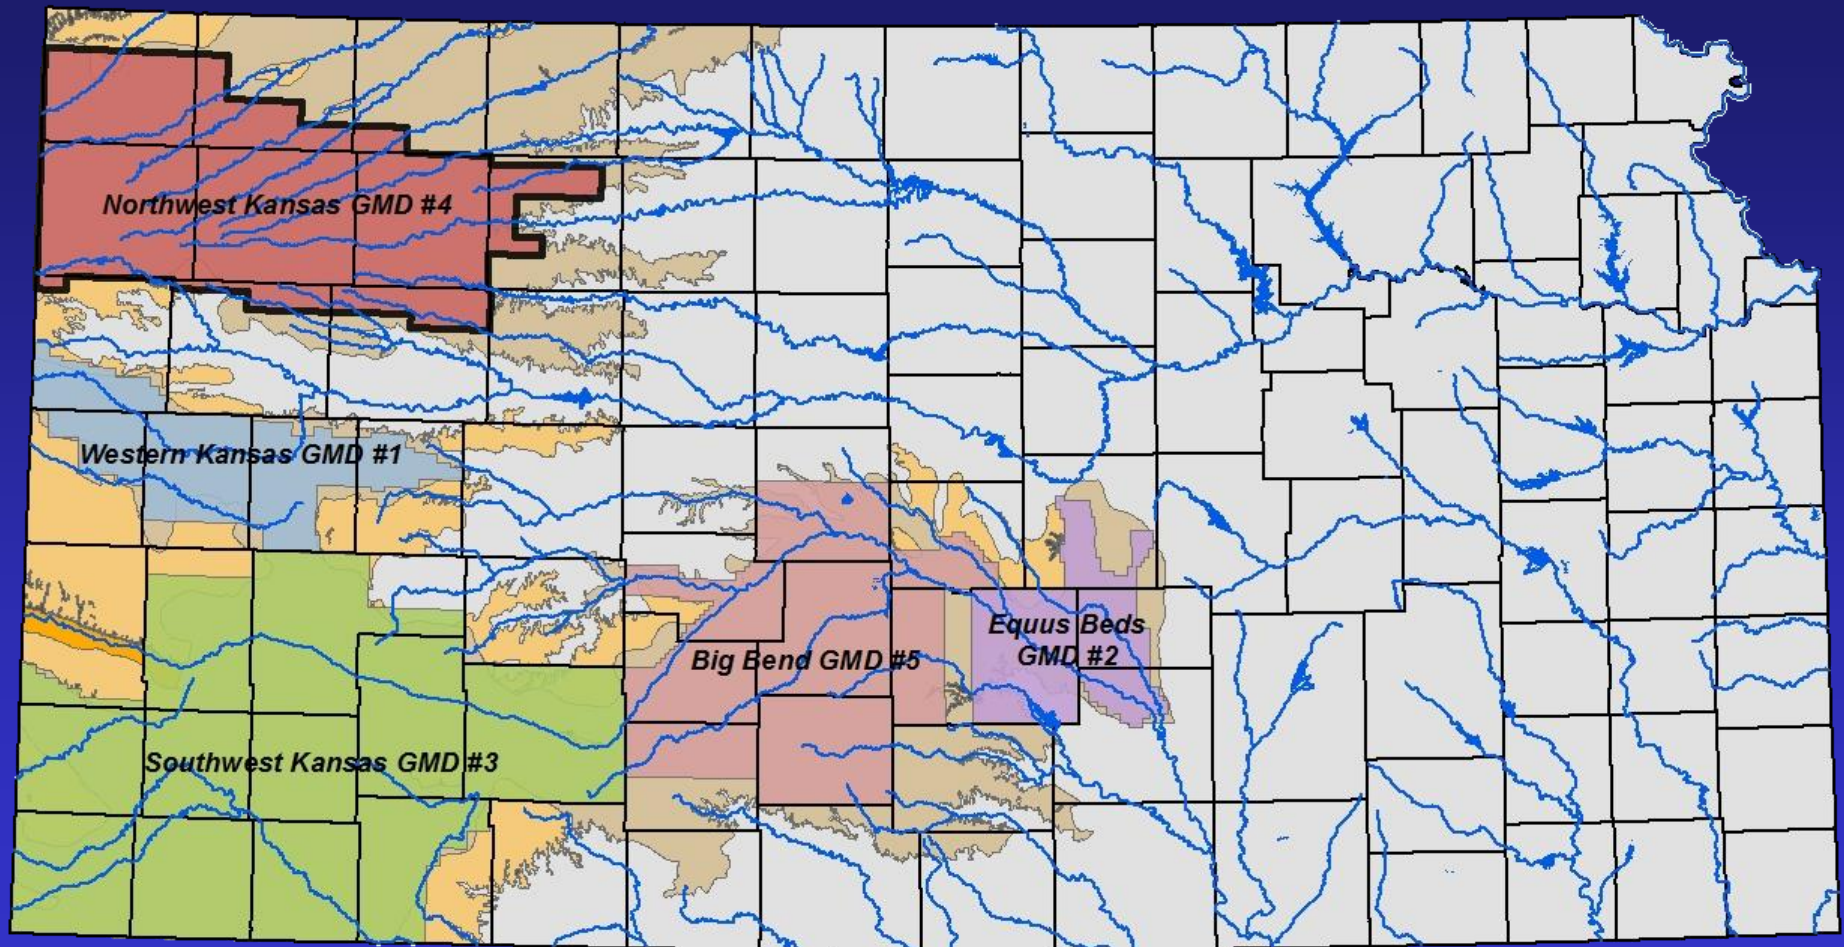 Northwest Kansas GMD #4
Western Kansas GMD #1
Equus Beds
GMD #2
Big Bend GMD #5
Southwest Kansas GMD #3